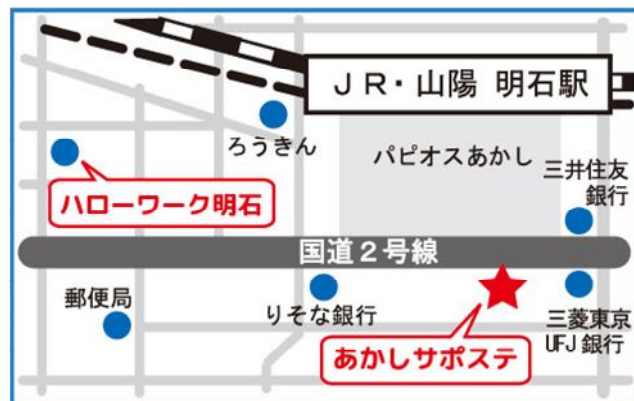 JR・山陽 明石駅
ろうきん
パピオスあかし
三井住友
銀行
ハローワーク明石
国道2号線
郵便局
りそな銀行
三菱東京
UFJ銀行
あかしサポステ